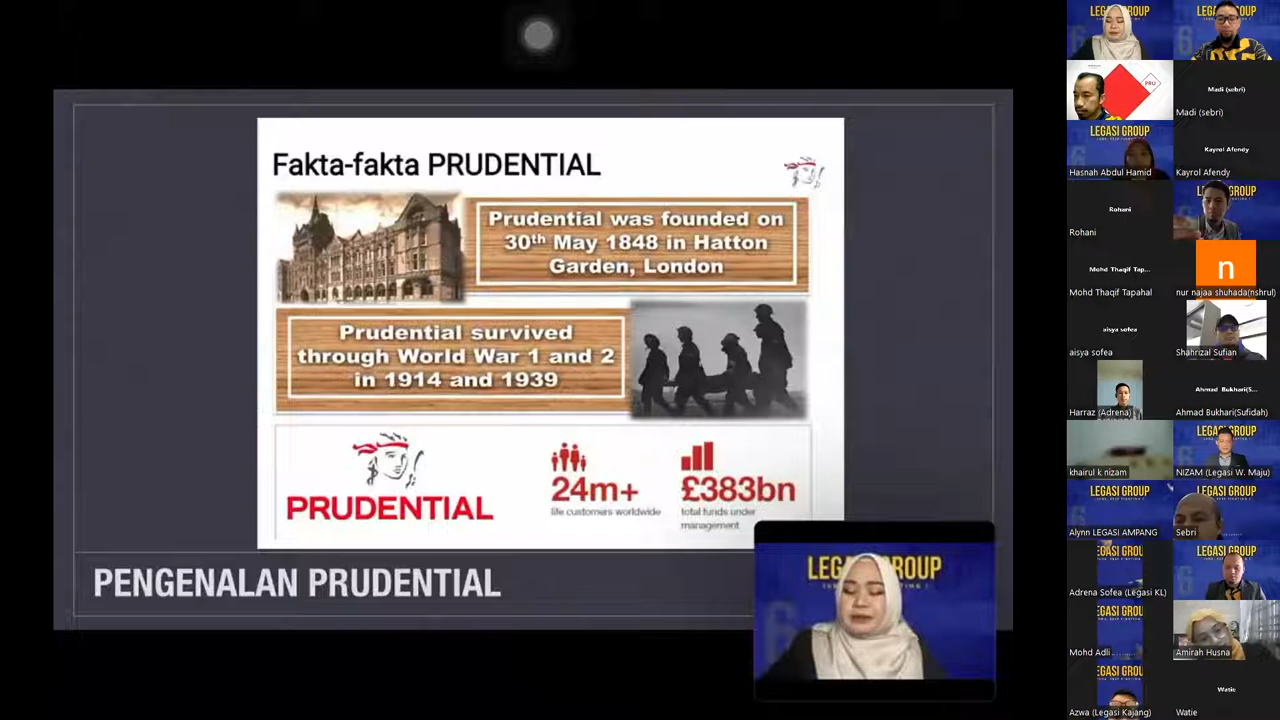 Fakta-fakta PRUDENTIAL
Prudential was founded on
30th May 1848 in Hatton
Garden, London
Prudential survived
through World War 1 and 2
in 1914 and 1939
PRUDENTIAL
24m+
life customers worldwide
£383bn
total funds under
management
PENGENALAN PRUDENTIAL
LEGASI GROUP
LEGASI GROUP
LEGASI GROUP
PRU
Madi (sebri)
Madi (sebri)
LEGASI GROUP
Hasnah Abdul Hamid
Kayrol Afendy
Kayrol Afendy
Rohani
Rohani
Mohd Thaqif Tap...
Mohd Thaqif Tapahal
n
nur najaa shuhada(nshrul)
aisya sofea
aisya sofea
Shahrizal Sufian
Harraz (Adrena)
Ahmad Bukhari(S...
Ahmad Bukhari(Sufidah)
khairul k nizam
NIZAM (Legasi W. Maju)
LEGASI GROUP
Alynn LEGASI AMPANG
LEGASI GROUP
Sebri
Adrena Sofea (Legasi KL)
LEGASI GROUP
Mohd Adli
Amirah Husna
Azwa (Legasi Kajang)
Watie
Watie